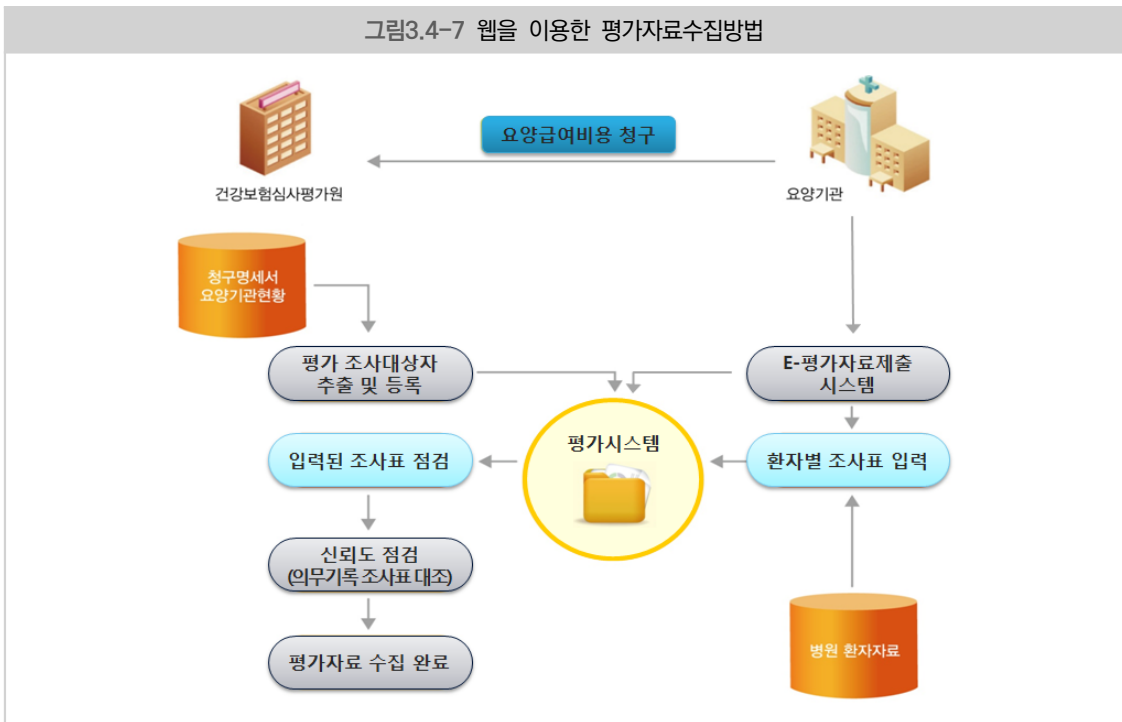 그림3.4-7 웹을 이용한 평가자료수집방법
요양급여비용 청구
건강보험심사평가원
요양기관
청구명세서
요양기관현황
평가 조사대상자
추출 및 등록
E-평가자료제출
시스템
평가시스템
입력된 조사표 점검
환자별 조사표 입력
신뢰도 점검
(의무기록 조사표 대조)
병원 환자자료
평가자료 수집 완료